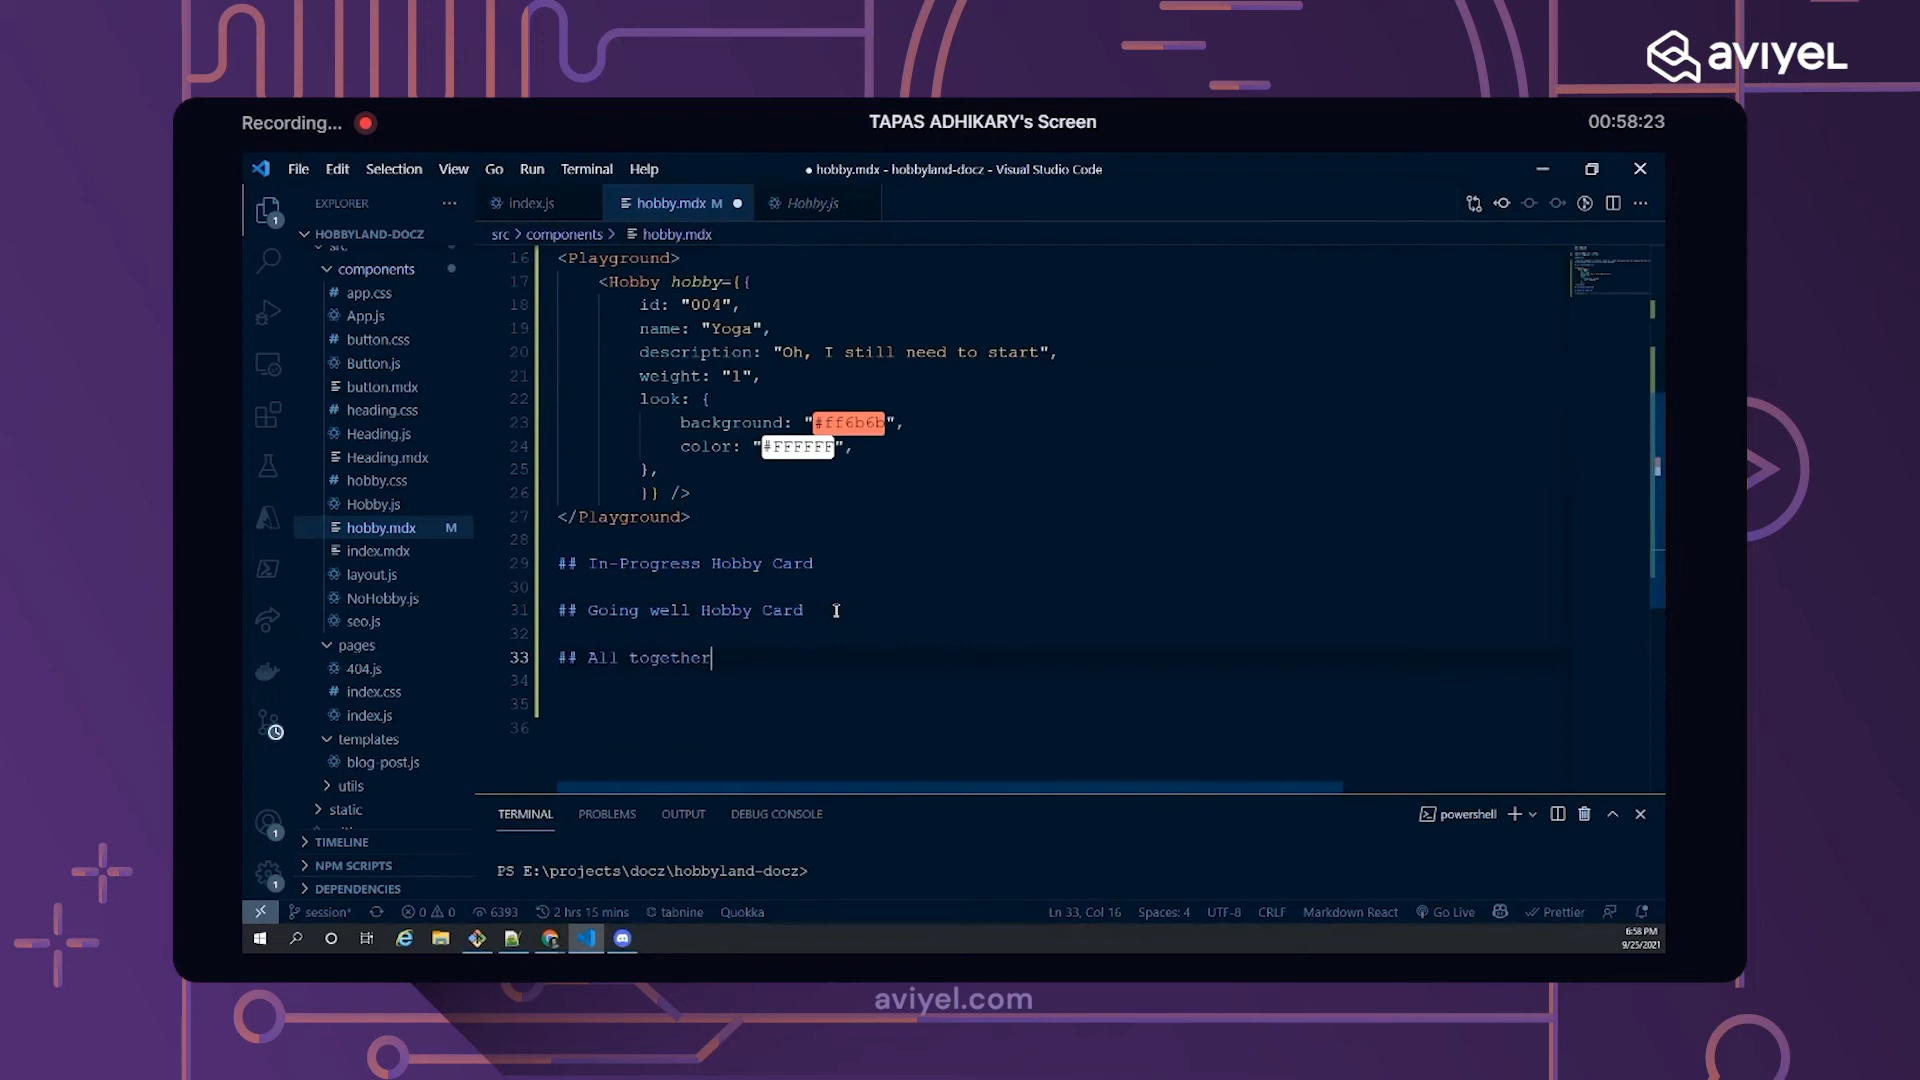 aviyel
Recording...
TAPAS ADHIKARY's Screen
00:58:23
File Edit Selection View Go Run Terminal Help
● hobby.mdx - hobbyland-docz - Visual Studio Code
EXPLORER
index.js
hobby.mdx M
Hobby.js
HOBBYLAND-DOCZ
src
components
# app.css
App.js
# button.css
Button.js
button.mdx
# heading.css
Heading.js
Heading.mdx
# hobby.css
Hobby.js
hobby.mdx M
index.mdx
layout.js
NoHobby.js
seo.js
pages
404.js
# index.css
index.js
templates
blog-post.js
utils
static
TIMELINE
NPM SCRIPTS
DEPENDENCIES
1
1
1
src > components > hobby.mdx
16 <Playground>
17 <Hobby hobby={{
18 id: "004",
19 name: "Yoga",
20 description: "Oh, I still need to start",
21 weight: "1",
22 look: {
23 background: "#ff6b6b",
24 color: "#FFFFFF",
25 },
26 }} />
27 </Playground>
28
29 ## In-Progress Hobby Card
30
31 ## Going well Hobby Card
32
33 ## All together
34
35
36
TERMINAL PROBLEMS OUTPUT DEBUG CONSOLE
powershell
PS E:\projects\docz\hobbyland-docz>
session* 0 0 6393 2 hrs 15 mins tabnine Quokka
Ln 33, Col 16 Spaces: 4 UTF-8 CRLF Markdown React Go Live Prettier
6:58 PM
9/25/2021
aviyel.com